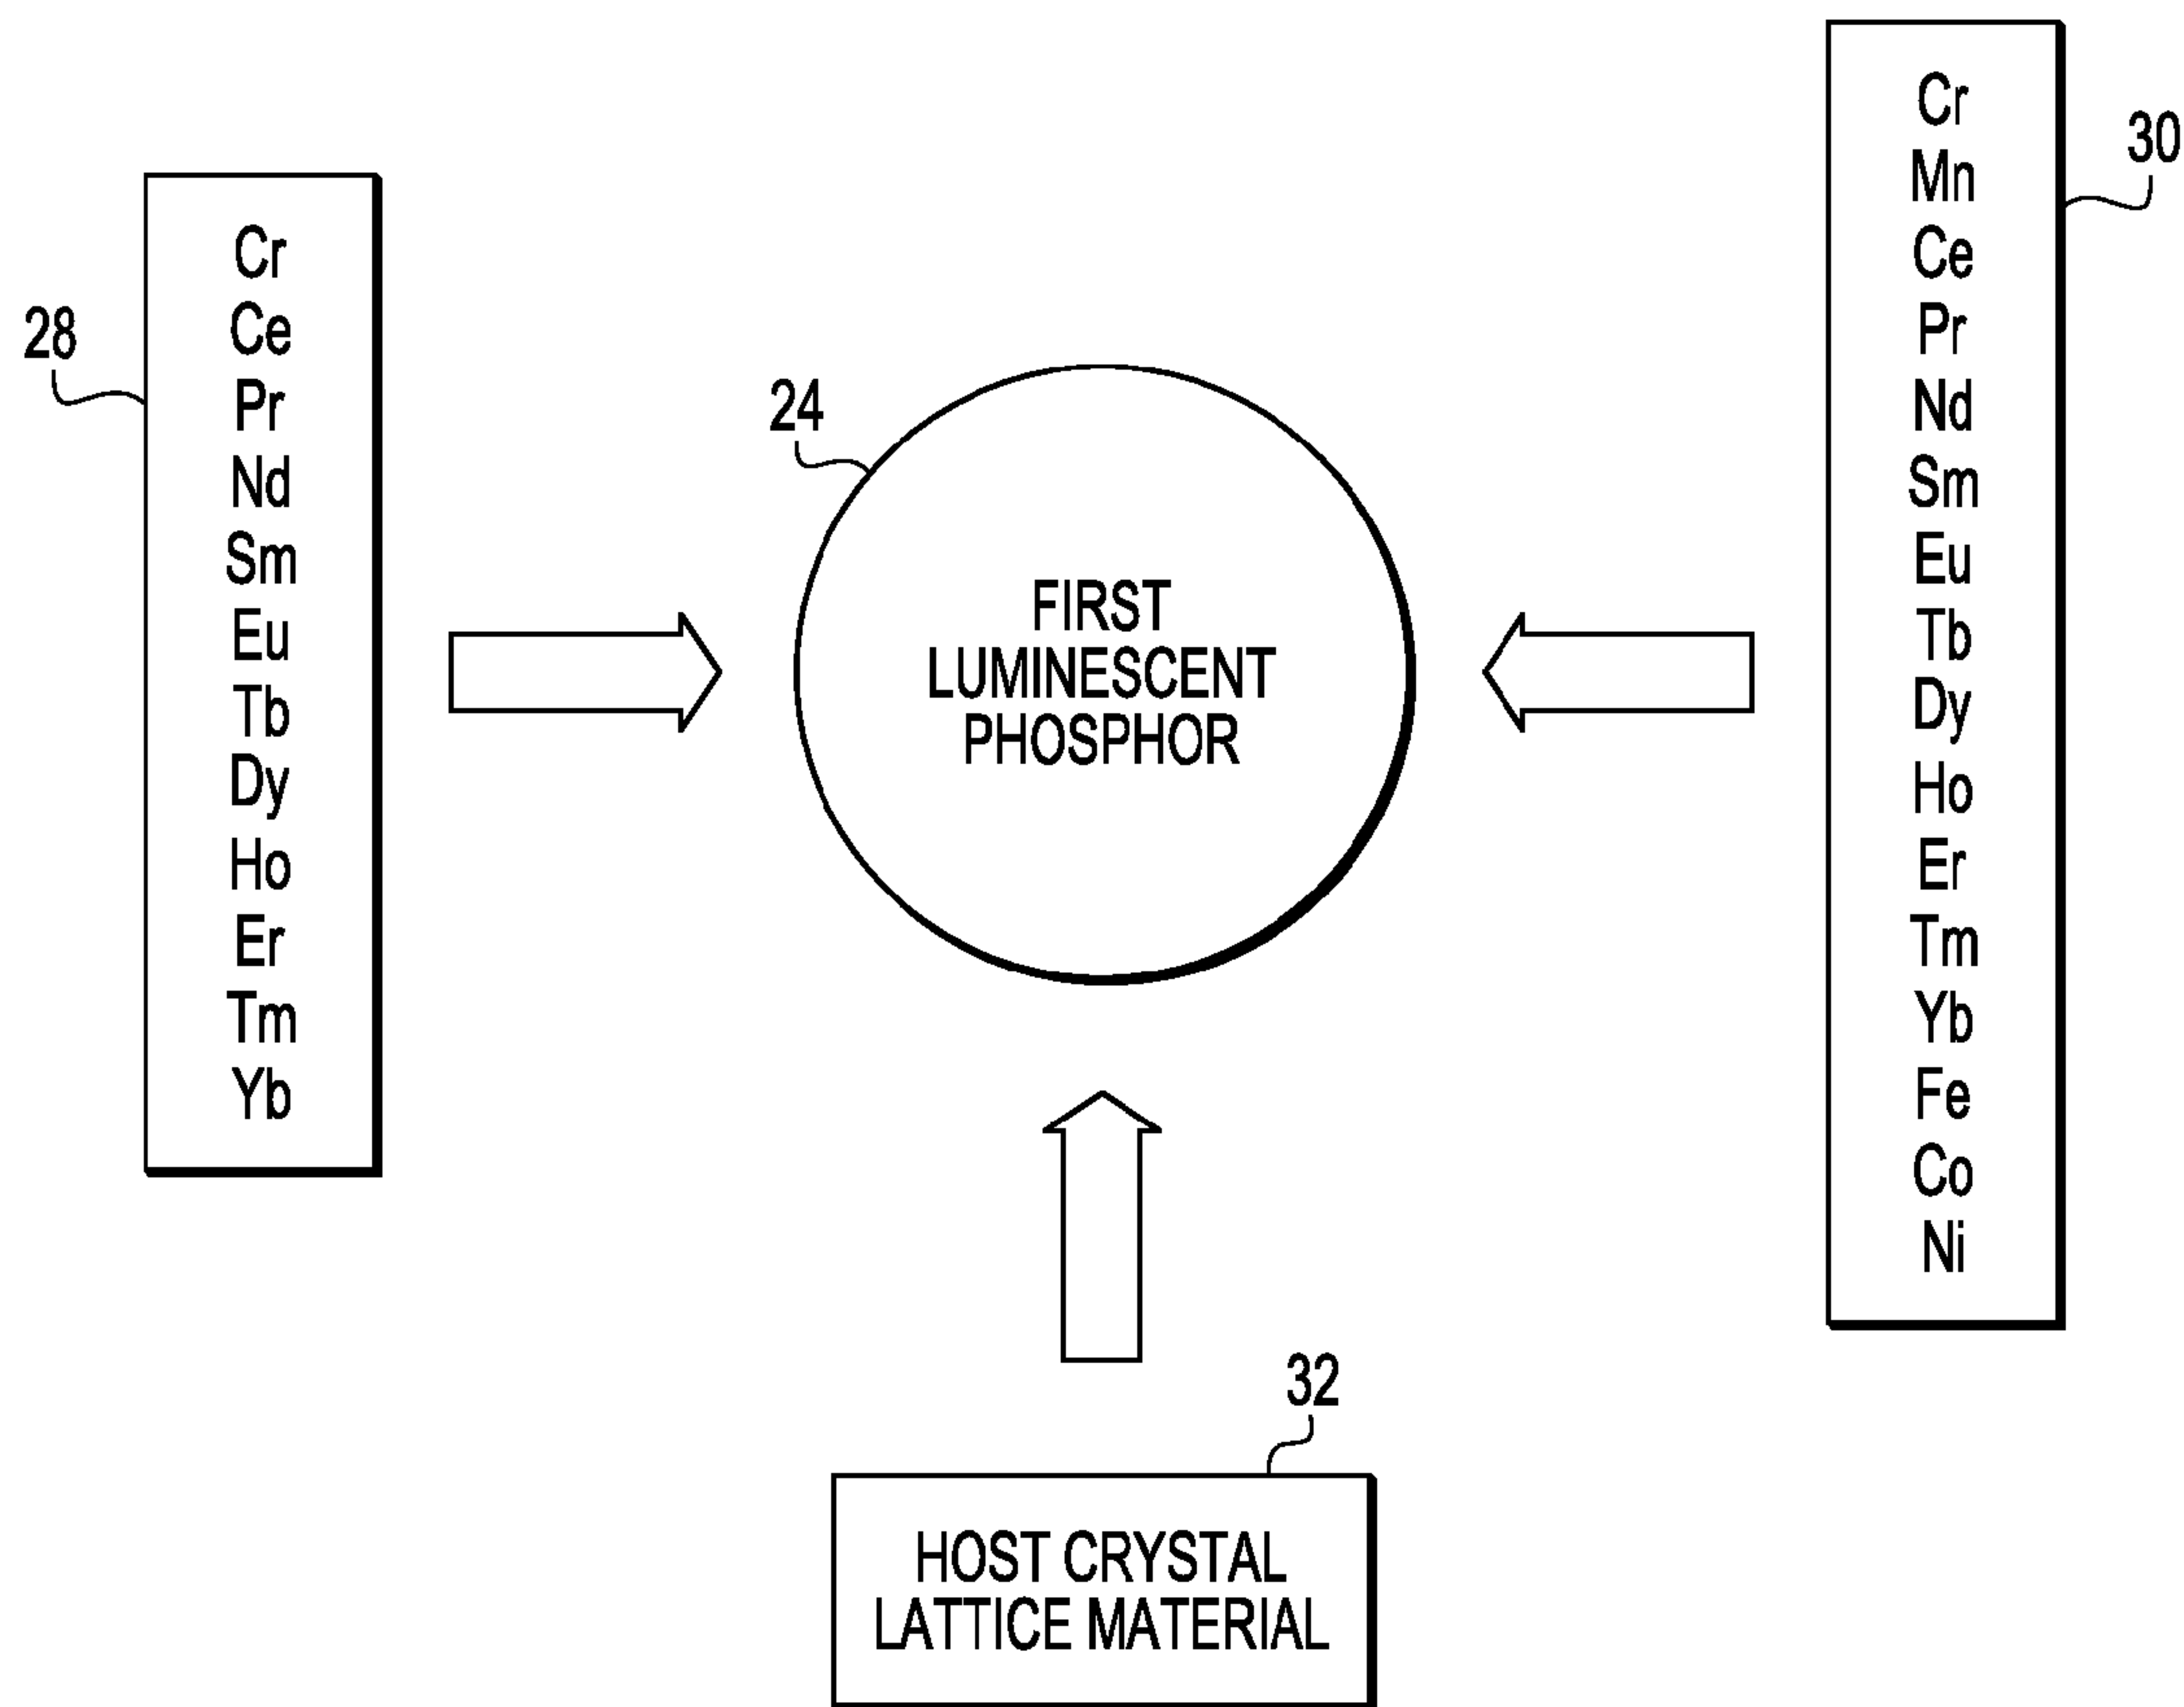 28
Cr
Ce
Pr
Nd
Sm
Eu
Tb
Dy
Ho
Er
Tm
Yb
24
FIRST
LUMINESCENT
PHOSPHOR
30
Cr
Mn
Ce
Pr
Nd
Sm
Eu
Tb
Dy
Ho
Er
Tm
Yb
Fe
Co
Ni
32
HOST CRYSTAL
LATTICE MATERIAL